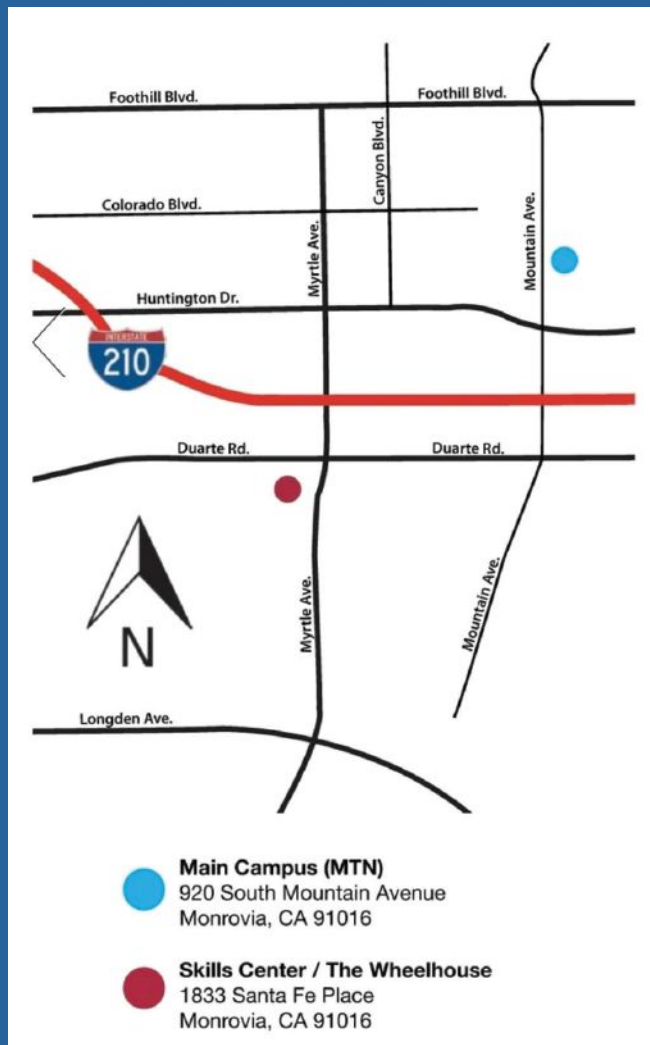 Foothill Blvd.
Foothill Blvd.
Canyon Blvd.
Colorado Blvd.
Myrtle Ave.
Mountain Ave.
Huntington Dr.
INTERSTATE
210
Duarte Rd.
Duarte Rd.
N
Myrtle Ave.
Mountain Ave.
Longden Ave.
Main Campus (MTN)
920 South Mountain Avenue
Monrovia, CA 91016
Skills Center / The Wheelhouse
1833 Santa Fe Place
Monrovia, CA 91016